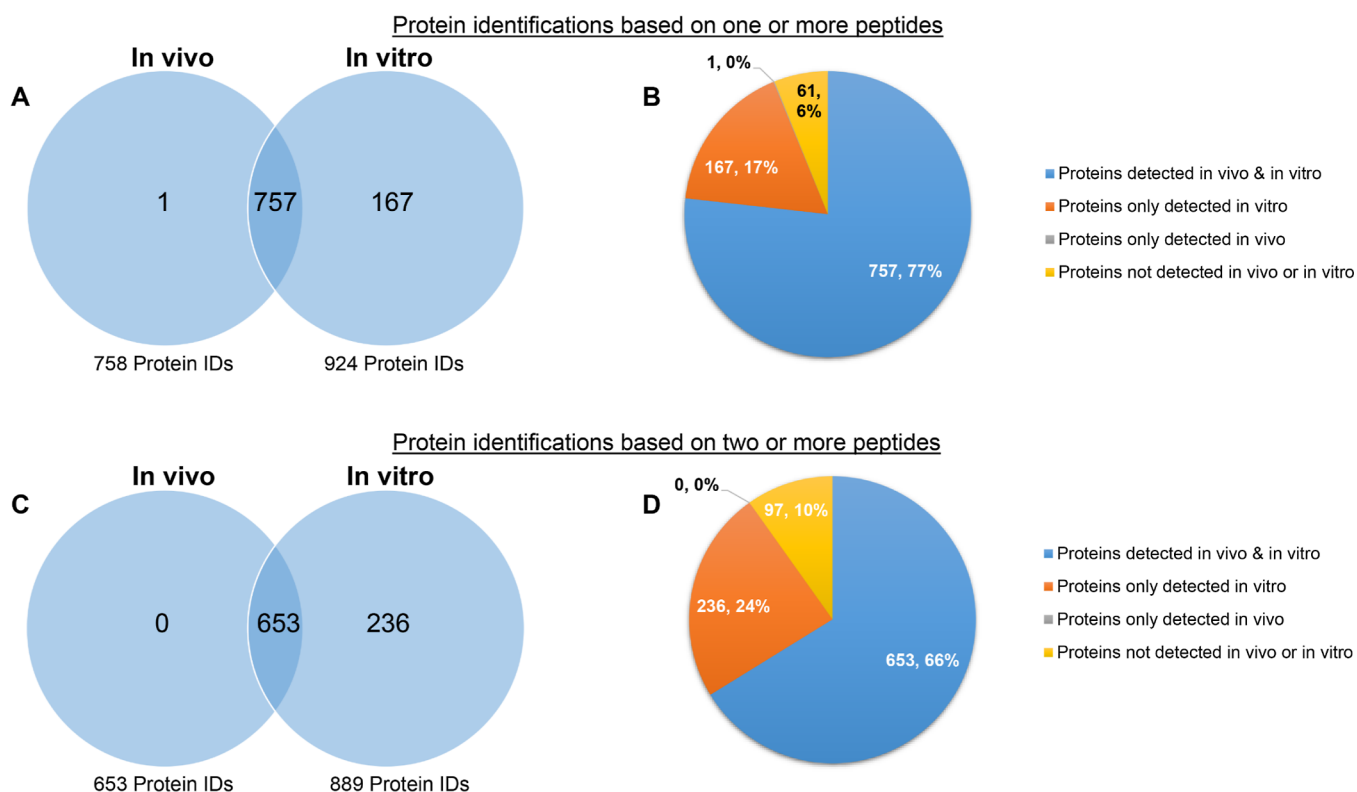 Protein identifications based on one or more peptides
A
In vivo
In vitro
1
757
167
758 Protein IDs
924 Protein IDs
B
1, 0%
61,
6%
167, 17%
757, 77%
Proteins detected in vivo & in vitro
Proteins only detected in vitro
Proteins only detected in vivo
Proteins not detected in vivo or in vitro
Protein identifications based on two or more peptides
C
In vivo
In vitro
0
653
236
653 Protein IDs
889 Protein IDs
D
0, 0%
97, 10%
236, 24%
653, 66%
Proteins detected in vivo & in vitro
Proteins only detected in vitro
Proteins only detected in vivo
Proteins not detected in vivo or in vitro